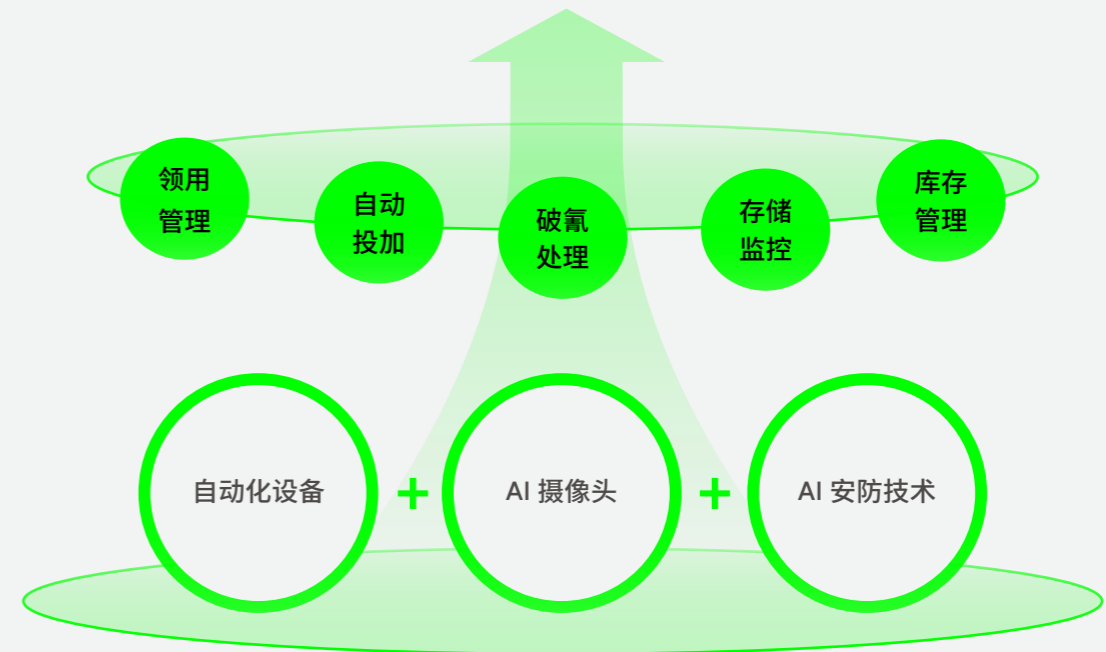 领用
管理
自动
投加
破氰
处理
存储
监控
库存
管理
自动化设备
+
AI 摄像头
+
AI 安防技术